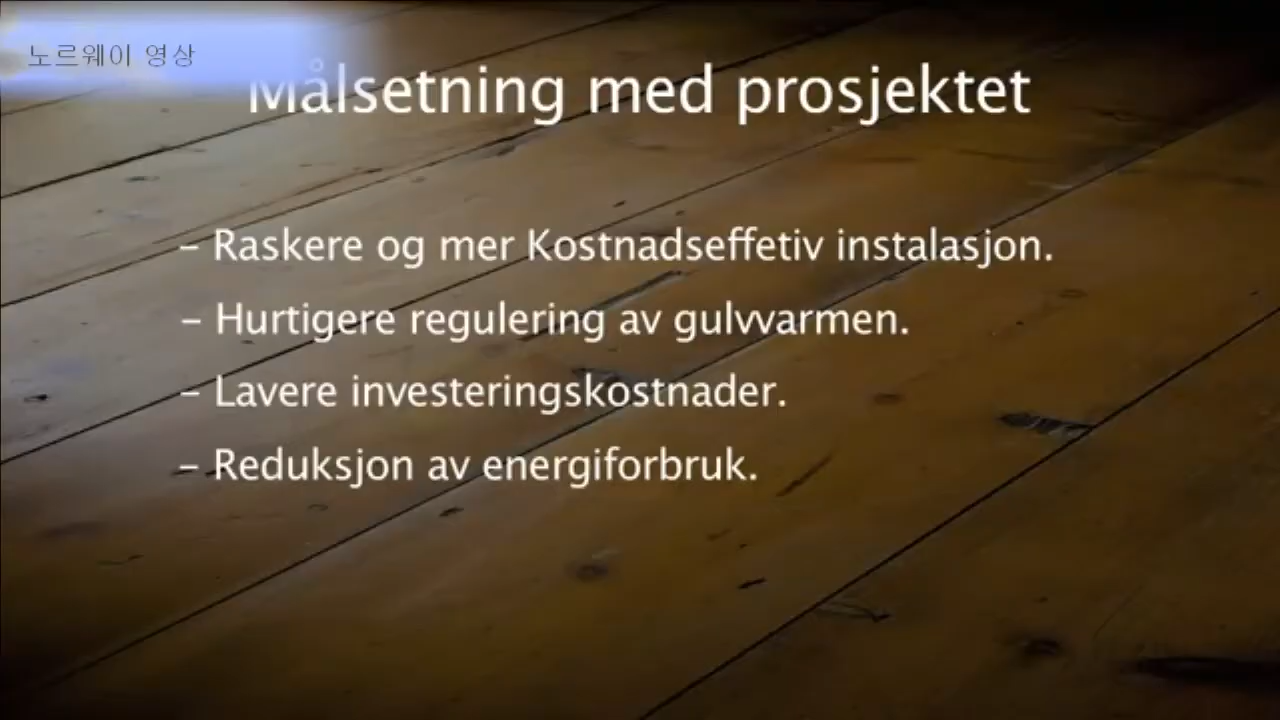 노르웨이 영상
Målsetning med prosjektet
– Raskere og mer Kostnadseffetiv instalasjon.
– Hurtigere regulering av gulvvarmen.
– Lavere investeringskostnader.
– Reduksjon av energiforbruk.